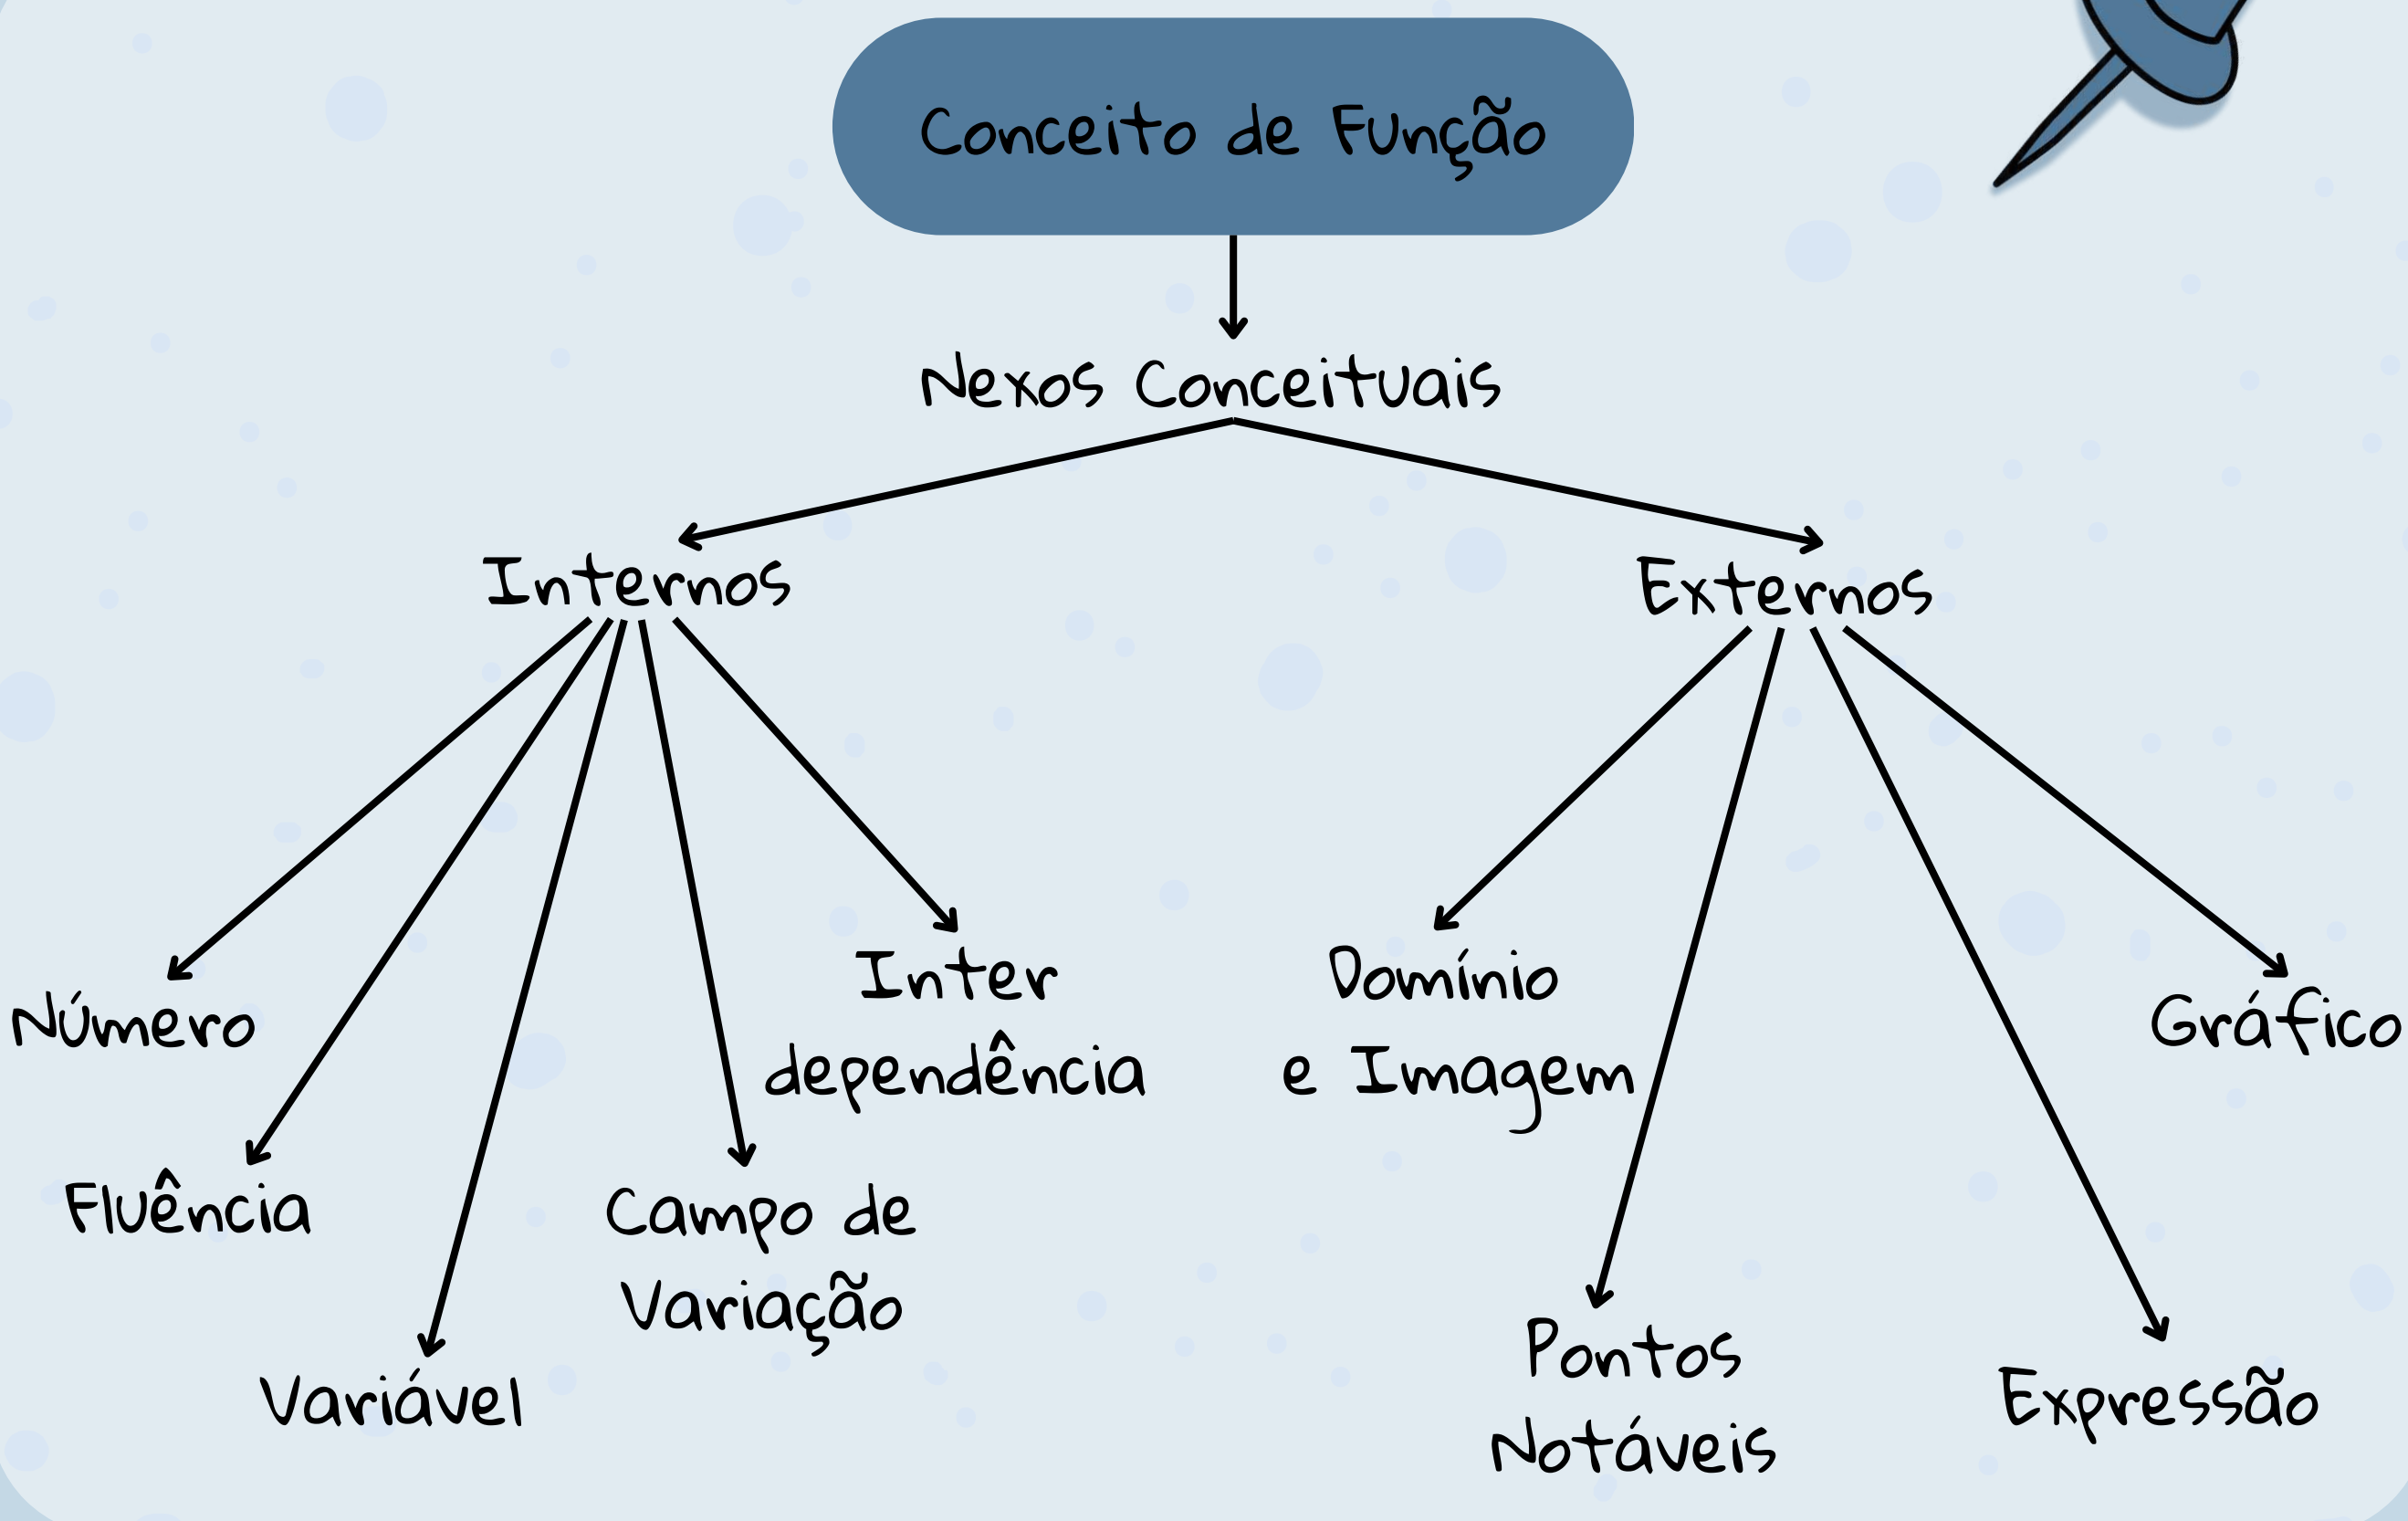 Conceito de Função
Nexos Conceituais
Internos
Externos
Número
Fluência
Variável
Campo de
Variação
Inter
dependência
Domínio
e Imagem
Pontos
Notáveis
Expressão
Gráfico